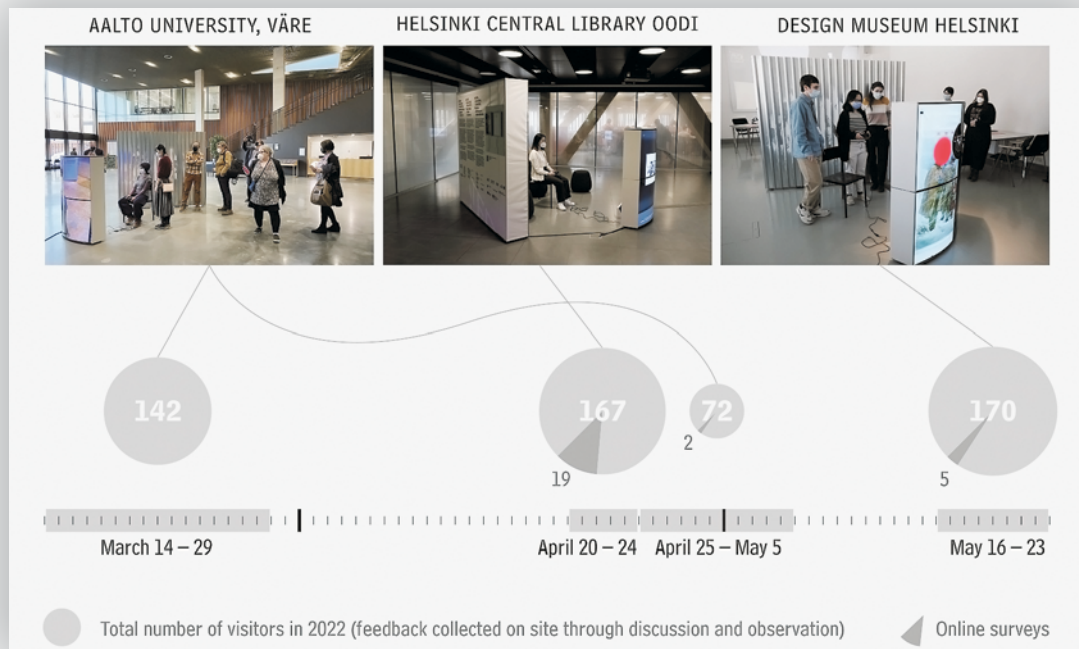 AALTO UNIVERSITY, VÄRE
HELSINKI CENTRAL LIBRARY OODI
DESIGN MUSEUM HELSINKI
142
167
72
170
2
19
5
March 14 – 29
April 20 – 24
April 25 – May 5
May 16 – 23
Total number of visitors in 2022 (feedback collected on site through discussion and observation)
Online surveys